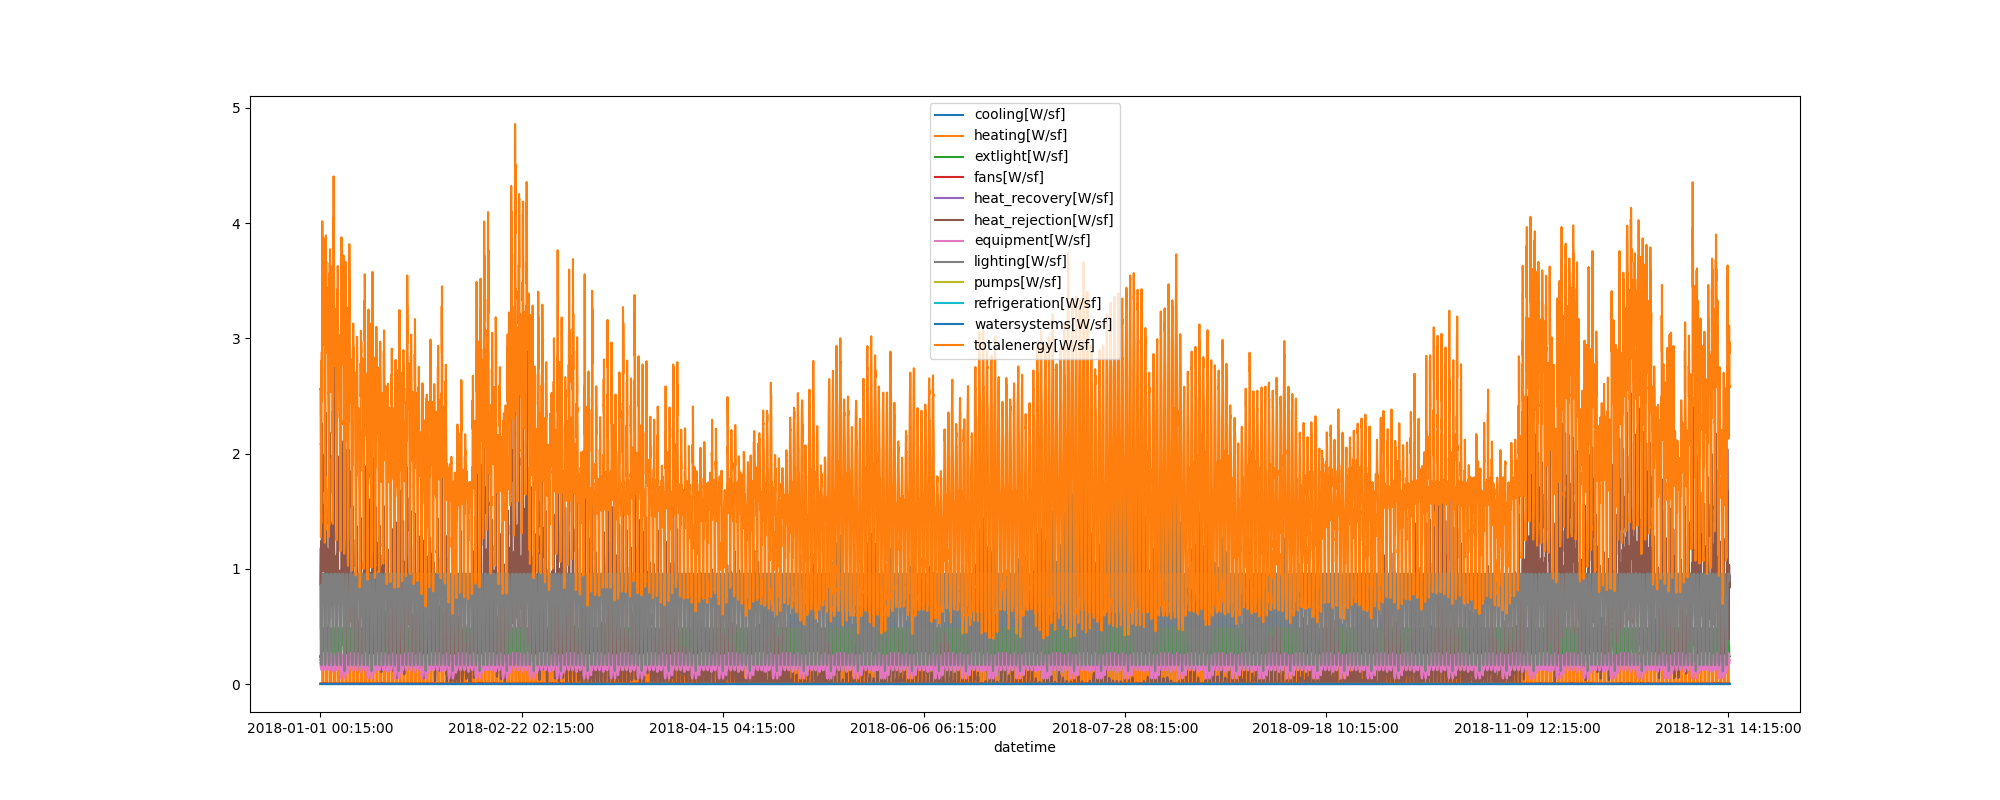 5
4
3
2
1
0
cooling[W/sf]
heating[W/sf]
extlight[W/sf]
fans[W/sf]
heat_recovery[W/sf]
heat_rejection[W/sf]
equipment[W/sf]
lighting[W/sf]
pumps[W/sf]
refrigeration[W/sf]
watersystems[W/sf]
totalenergy[W/sf]
2018-01-01 00:15:00 2018-02-22 02:15:00 2018-04-15 04:15:00 2018-06-06 06:15:00 2018-07-28 08:15:00 2018-09-18 10:15:00 2018-11-09 12:15:00 2018-12-31 14:15:00
datetime